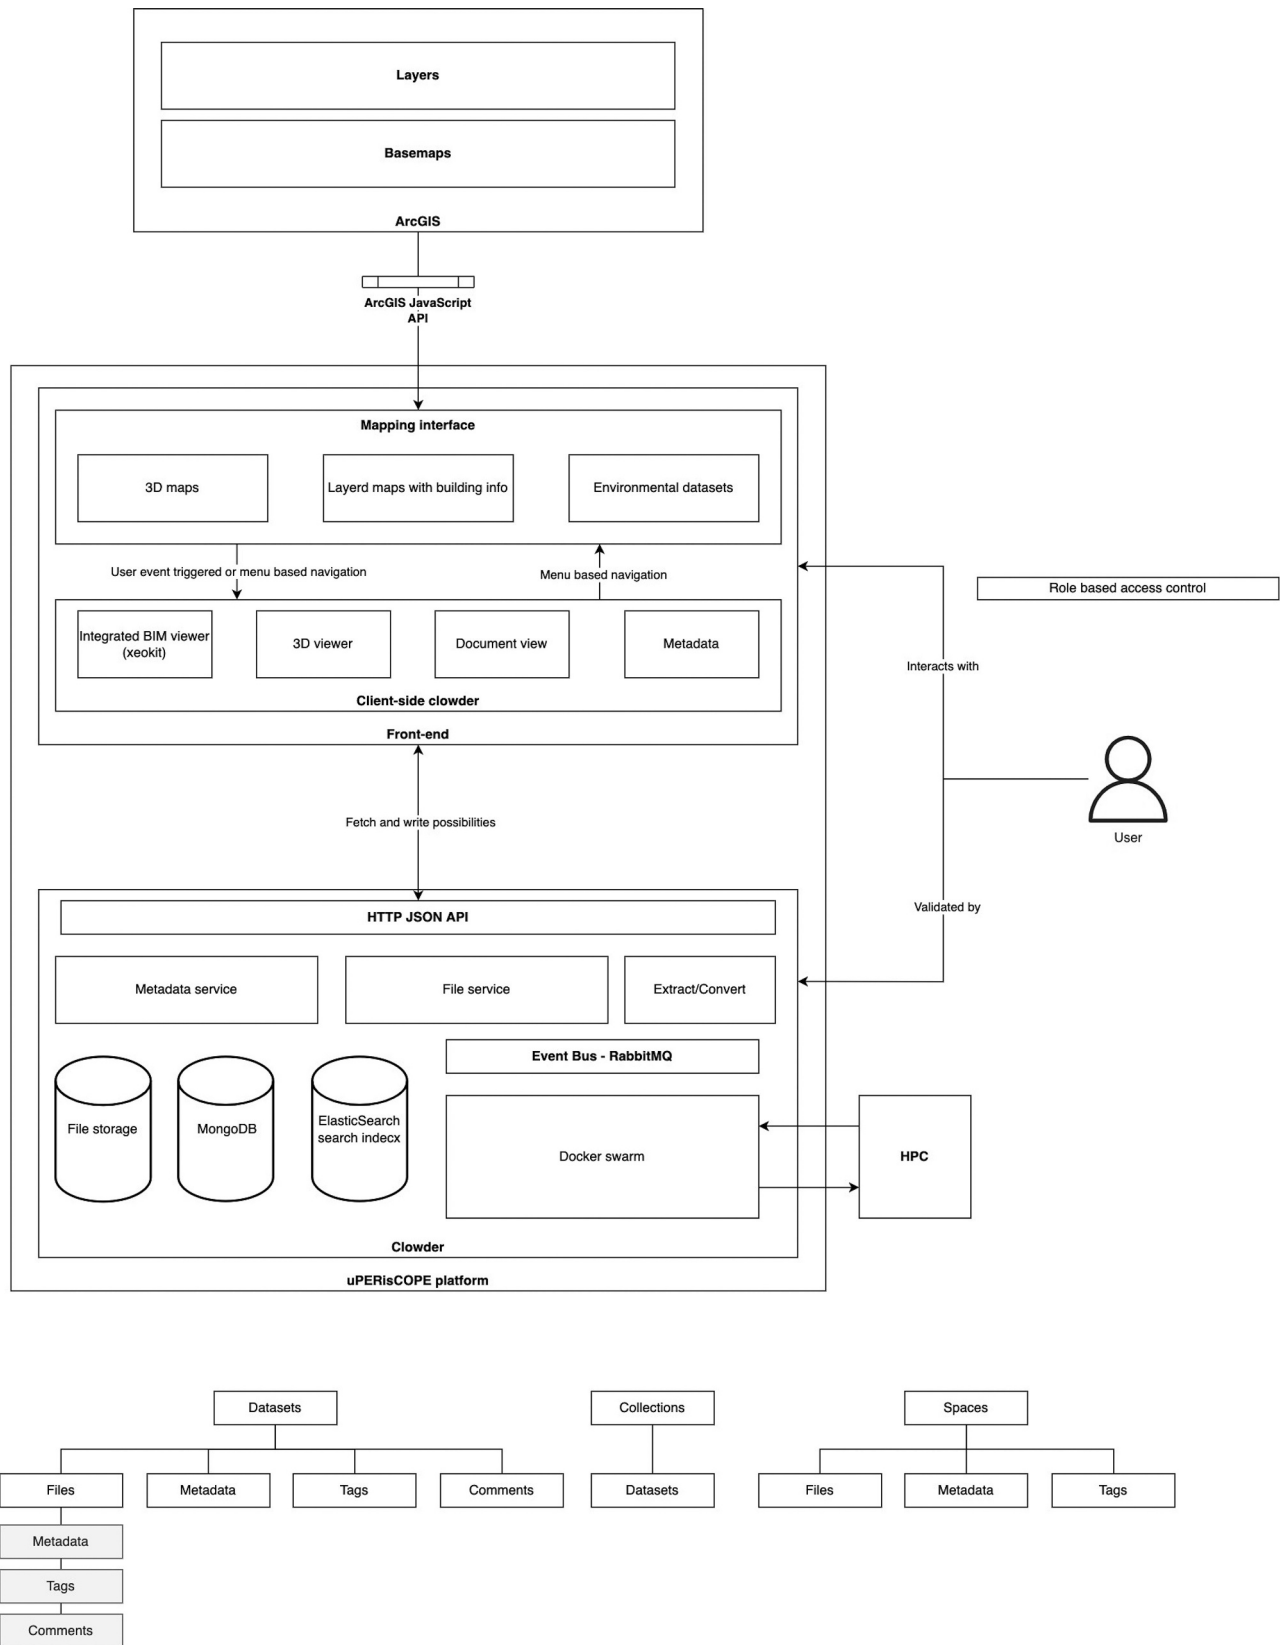 Layers
Basemaps
ArcGIS
ArcGIS JavaScript
API
Mapping interface
3D maps
Layerd maps with building info
Environmental datasets
User event triggered or menu based navigation
Menu based navigation
Role based access control
Integrated BIM viewer
(xeokit)
3D viewer
Document view
Metadata
Interacts with
Client-side clowder
Front-end
Fetch and write possibilities
User
Validated by
HTTP JSON API
Metadata service
File service
Extract/Convert
Event Bus - RabbitMQ
File storage
MongoDB
ElasticSearch
search indecx
Docker swarm
HPC
Clowder
uPERisCOPE platform
Datasets
Collections
Spaces
Files
Metadata
Tags
Comments
Datasets
Files
Metadata
Tags
Metadata
Tags
Comments